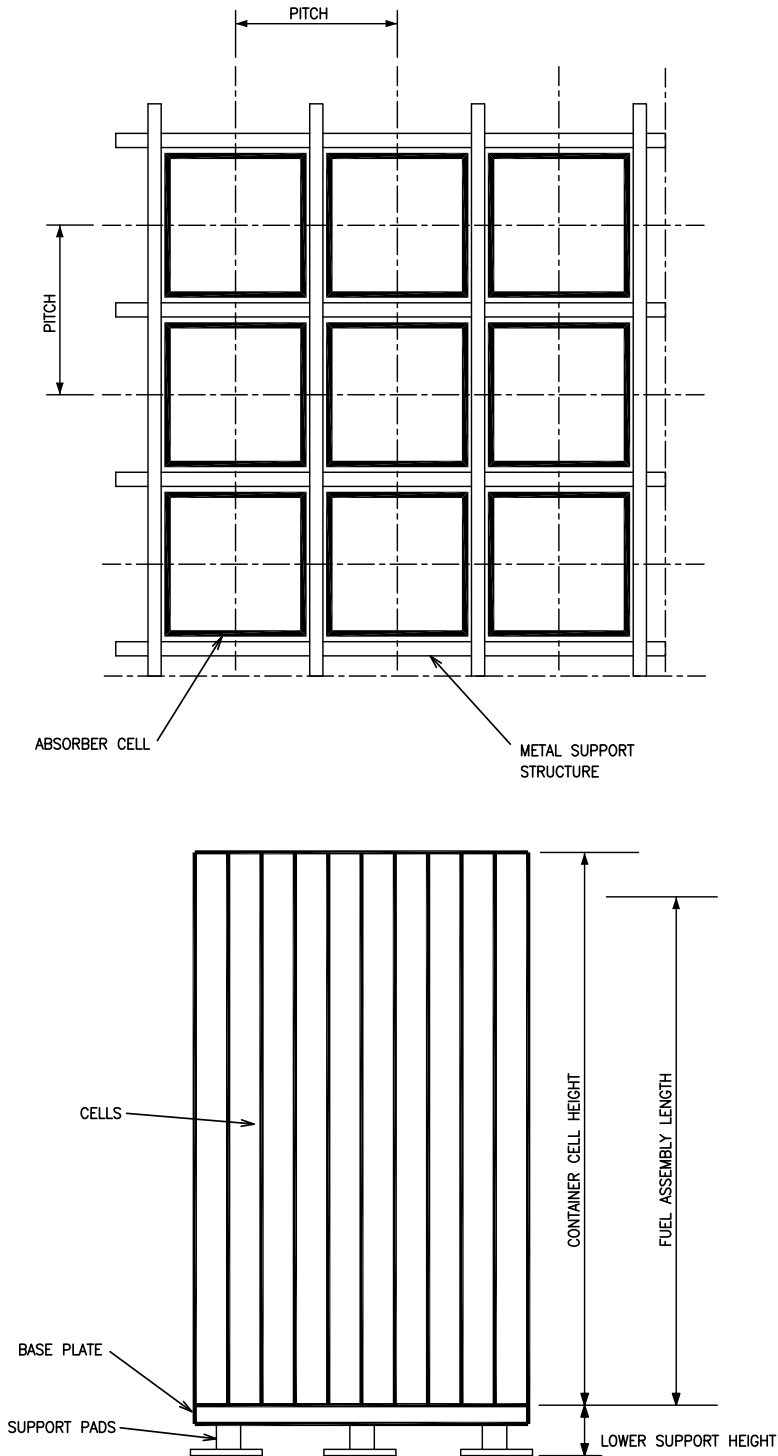 PITCH
PITCH
ABSORBER CELL
METAL SUPPORT
STRUCTURE
CELLS
CONTAINER CELL HEIGHT
FUEL ASSEMBLY LENGTH
BASE PLATE
SUPPORT PADS
LOWER SUPPORT HEIGHT